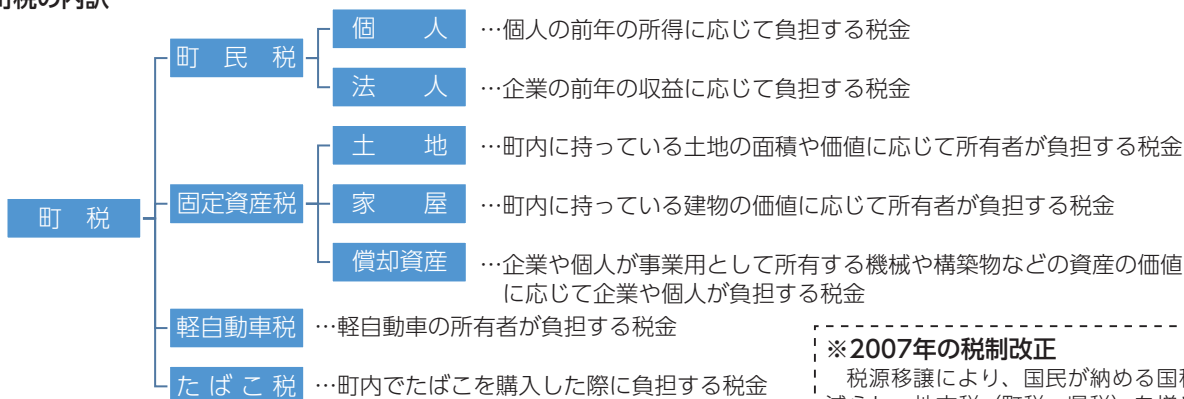 町税の内訳
町民税
個人 …個人の前年の所得に応じて負担する税金
法人 …企業の前年の収益に応じて負担する税金
町税
固定資産税
土地 …町内に持っている土地の面積や価値に応じて所有者が負担する税金
家屋 …町内に持っている建物の価値に応じて所有者が負担する税金
償却資産 …企業や個人が事業用として所有する機械や構築物などの資産の価値
に応じて企業や個人が負担する税金
軽自動車税 …軽自動車の所有者が負担する税金
たばこ税 …町内でたばこを購入した際に負担する税金
※2007年の税制改正
税源移譲により、国民が納める国税